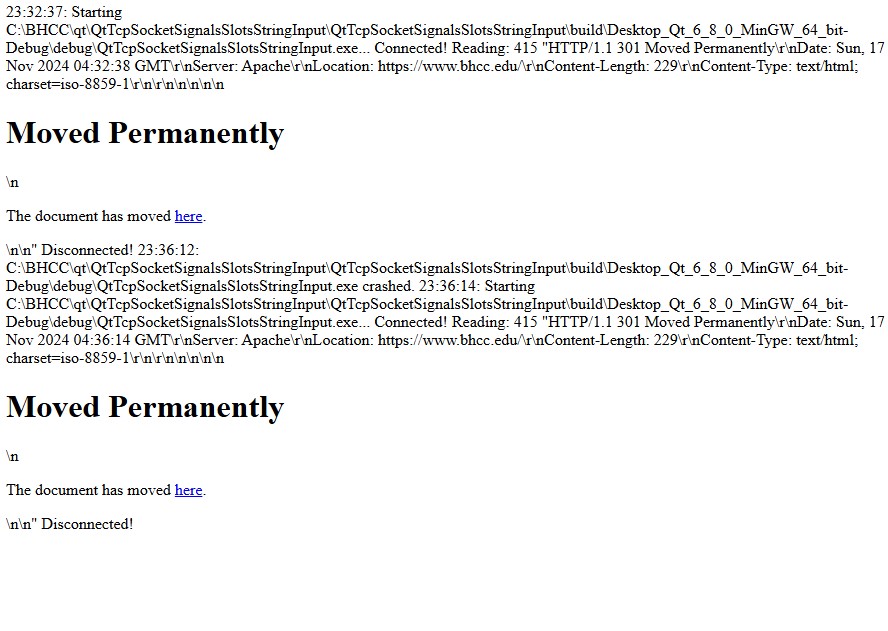 23:32:37: Starting
C:\BHCC\qt\QtTcpSocketSignalsSlotsStringInput\QtTcpSocketSignalsSlotsStringInput\build\Desktop_Qt_6_8_0_MinGW_64_bit-
Debug\debug\QtTcpSocketSignalsSlotsStringInput.exe... Connected! Reading: 415 "HTTP/1.1 301 Moved Permanently\r\nDate: Sun, 17
Nov 2024 04:32:38 GMT\r\nServer: Apache\r\nLocation: https://www.bhcc.edu/\r\nContent-Length: 229\r\nContent-Type: text/html;
charset=iso-8859-1\r\n\r\n\n\n\n\n
Moved Permanently
\n
The document has moved here.
\n\n" Disconnected! 23:36:12:
C:\BHCC\qt\QtTcpSocketSignalsSlotsStringInput\QtTcpSocketSignalsSlotsStringInput\build\Desktop_Qt_6_8_0_MinGW_64_bit-
Debug\debug\QtTcpSocketSignalsSlotsStringInput.exe crashed. 23:36:14: Starting
C:\BHCC\qt\QtTcpSocketSignalsSlotsStringInput\QtTcpSocketSignalsSlotsStringInput\build\Desktop_Qt_6_8_0_MinGW_64_bit-
Debug\debug\QtTcpSocketSignalsSlotsStringInput.exe... Connected! Reading: 415 "HTTP/1.1 301 Moved Permanently\r\nDate: Sun, 17
Nov 2024 04:36:14 GMT\r\nServer: Apache\r\nLocation: https://www.bhcc.edu/\r\nContent-Length: 229\r\nContent-Type: text/html;
charset=iso-8859-1\r\n\r\n\n\n\n\n
Moved Permanently
\n
The document has moved here.
\n\n" Disconnected!